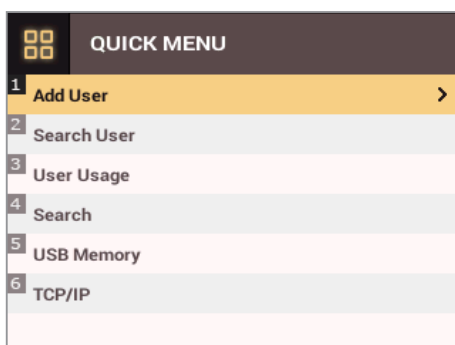 QUICK MENU
1 Add User
2 Search User
3 User Usage
4 Search
5 USB Memory
6 TCP/IP